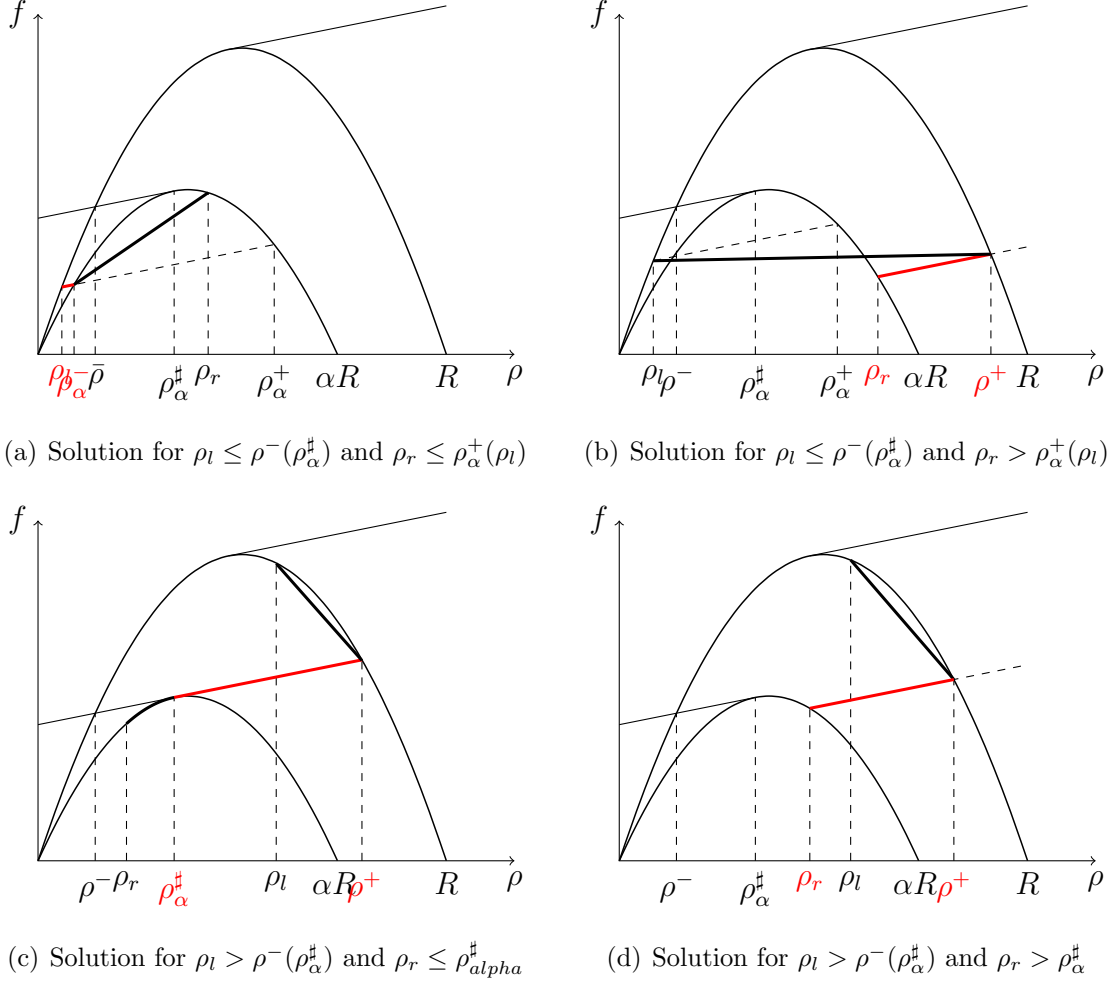 f f
ρ_l ρ_α^− ρ̄ ρ_α^♯ ρ_r ρ_α^+ αR R ρ
ρ_l ρ^− ρ_α^♯ ρ_α^+ ρ_r αR ρ^+ R ρ
(a) Solution for ρ_l ≤ ρ^−(ρ_α^♯) and ρ_r ≤ ρ_α^+(ρ_l)
(b) Solution for ρ_l ≤ ρ^−(ρ_α^♯) and ρ_r > ρ_α^+(ρ_l)
f f
ρ^− ρ_r ρ_α^♯ ρ_l αR ρ^+ R ρ
ρ^− ρ_α^♯ ρ_r ρ_l αR ρ^+ R ρ
(c) Solution for ρ_l > ρ^−(ρ_α^♯) and ρ_r ≤ ρ_{alpha}^♯
(d) Solution for ρ_l > ρ^−(ρ_α^♯) and ρ_r > ρ_α^♯